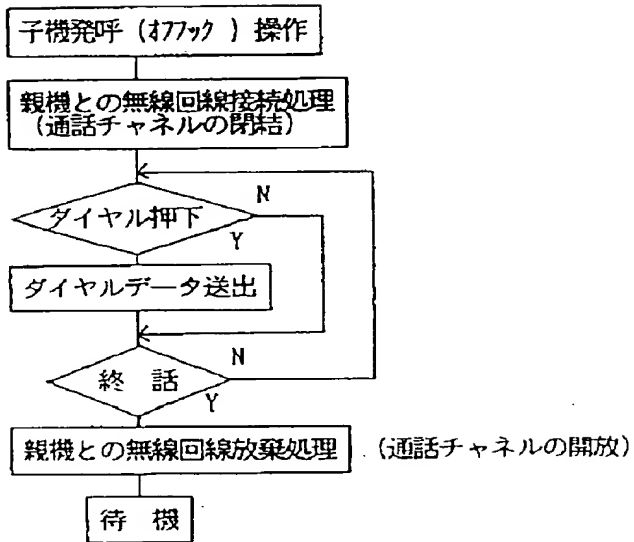 子機発呼(オフフック)操作
親機との無線回線接続処理
(通話チャネルの閉結)
N
ダイヤル押下
Y
ダイヤルデータ送出
N
終 話
Y
親機との無線回線放棄処理 (通話チャネルの開放)
待 機